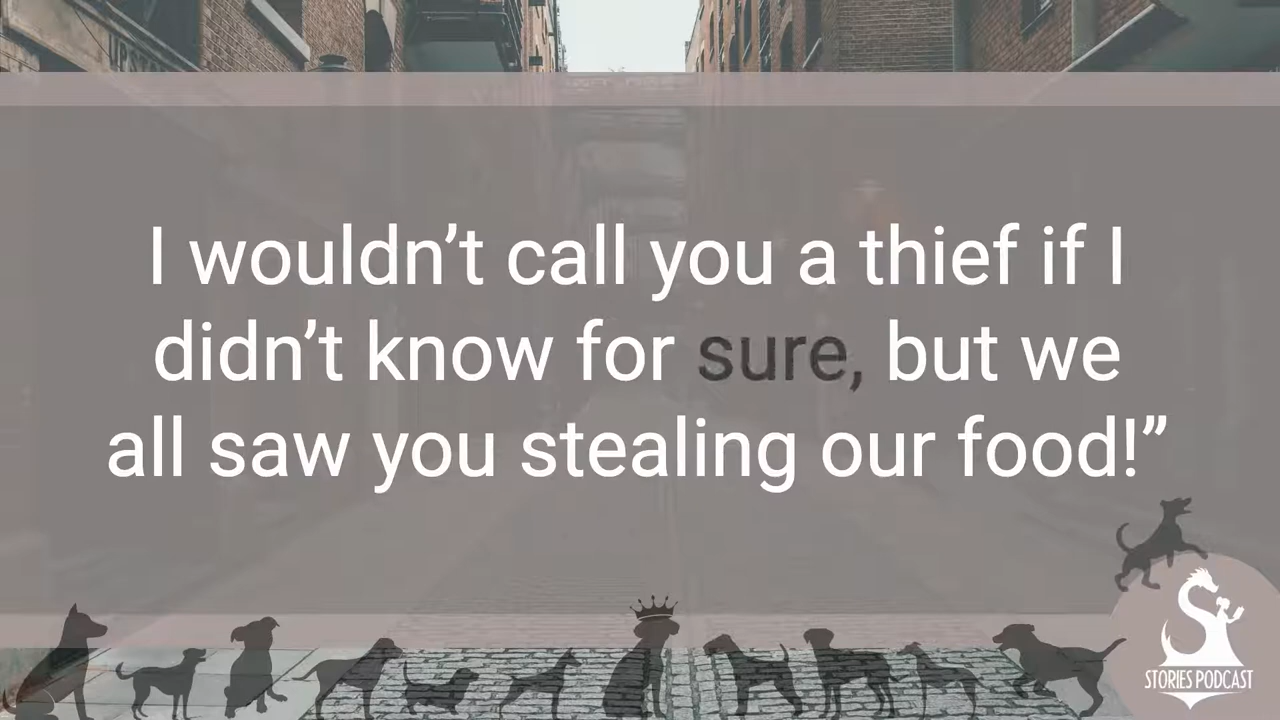 I wouldn’t call you a thief if I
didn’t know for sure, but we
all saw you stealing our food!”
STORIES PODCAST